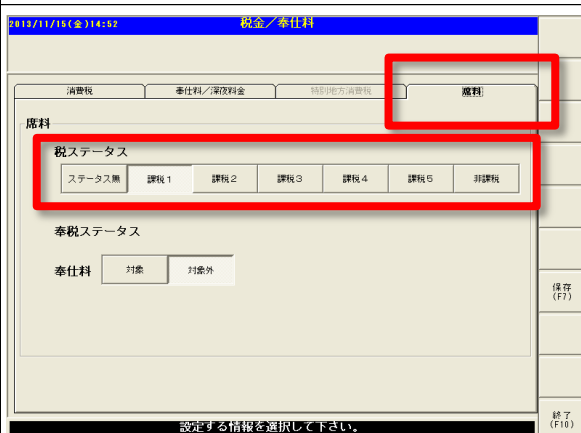 2013/11/15(金)14:52 税金／奉仕料
消費税 奉仕料／深夜料金 特別地方消費税 席料
席料
税ステータス
ステータス無 課税１ 課税２ 課税３ 課税４ 課税５ 非課税
奉税ステータス
奉仕料 対象 対象外
保存
(F7)
終了
(F10)
設定する情報を選択して下さい。